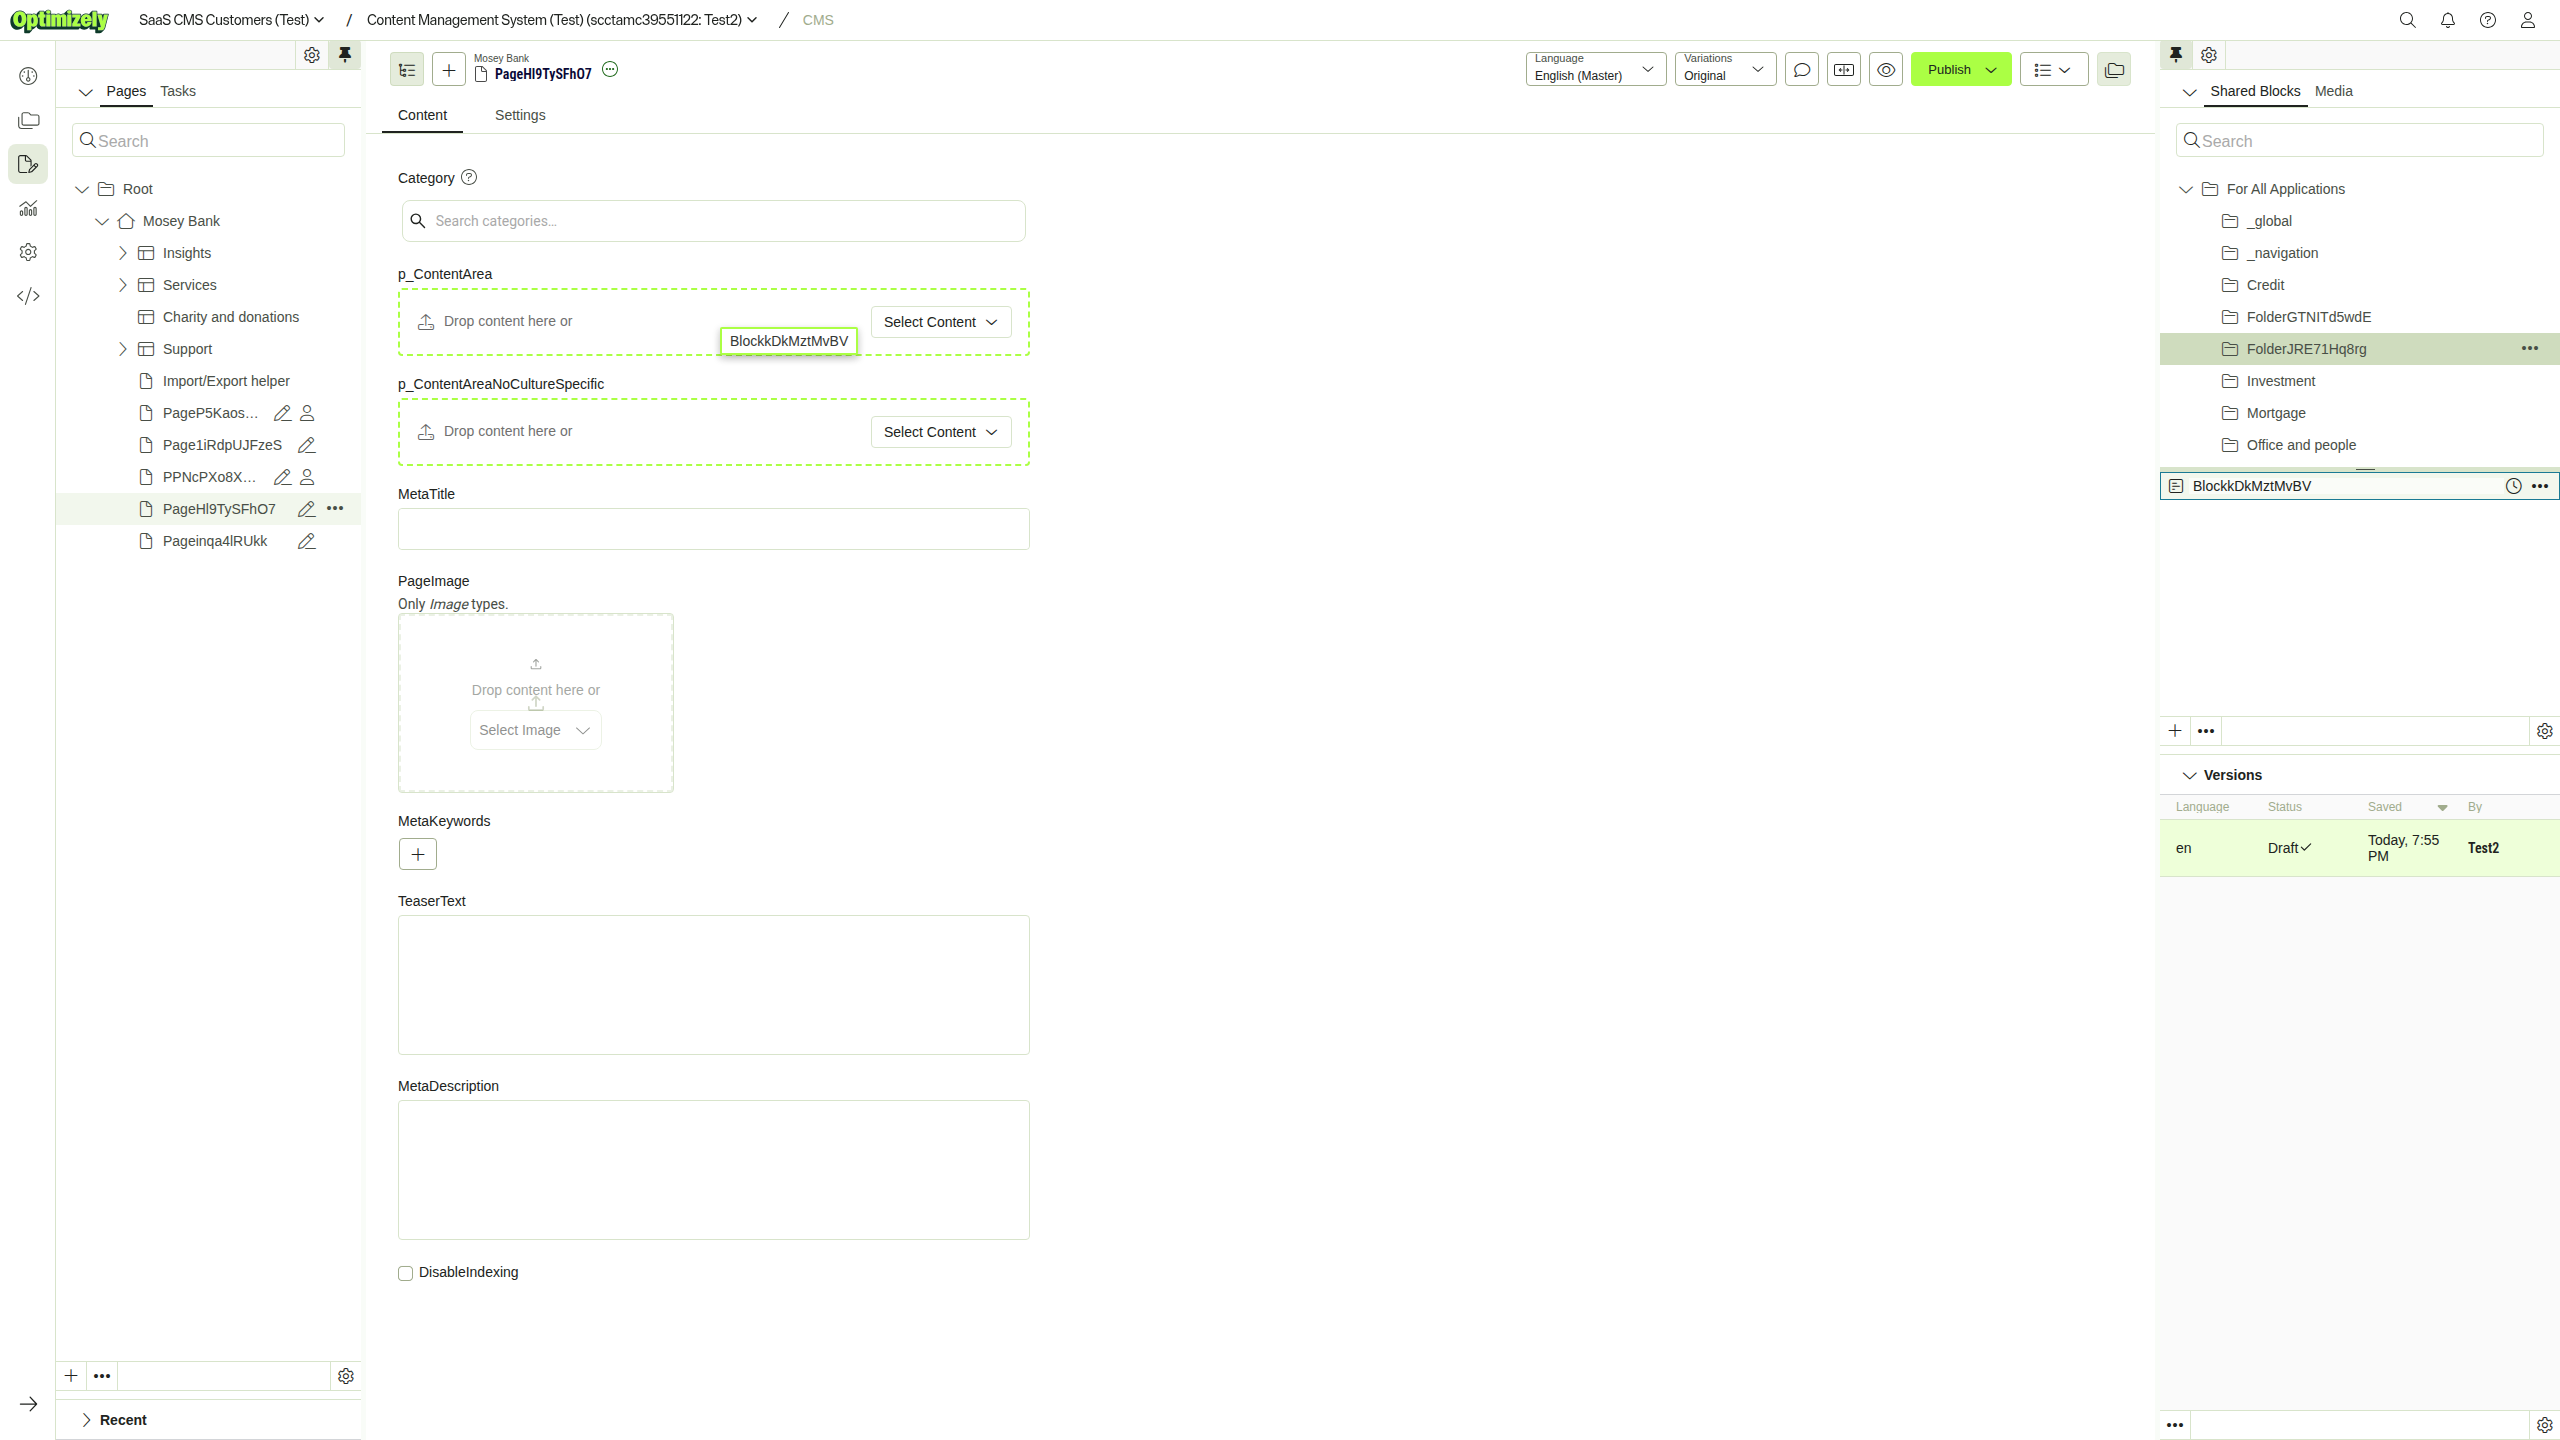 Optimizely
SaaS CMS Customers (Test) / Content Management System (Test) (scctamc39551122: Test2) / CMS
Pages Tasks
Search
Root
Mosey Bank
Insights
Services
Charity and donations
Support
Import/Export helper
PageP5Kaos...
Page1iRdpUJFzeS
PPNcPXo8X...
PageHl9TySFhO7
Pageinqa4lRUkk
Recent
Mosey Bank
PageHl9TySFhO7
Language
English (Master)
Variations
Original
Publish
Content Settings
Category
Search categories...
p_ContentArea
Drop content here or
Select Content
BlockkDkMztMvBV
p_ContentAreaNoCultureSpecific
Drop content here or
Select Content
MetaTitle
PageImage
Only Image types.
Drop content here or
Select Image
MetaKeywords
TeaserText
MetaDescription
DisableIndexing
Shared Blocks Media
Search
For All Applications
_global
_navigation
Credit
FolderGTNITd5wdE
FolderJRE71Hq8rg
Investment
Mortgage
Office and people
BlockkDkMztMvBV
Versions
Language Status Saved By
en Draft Today, 7:55 PM Test2